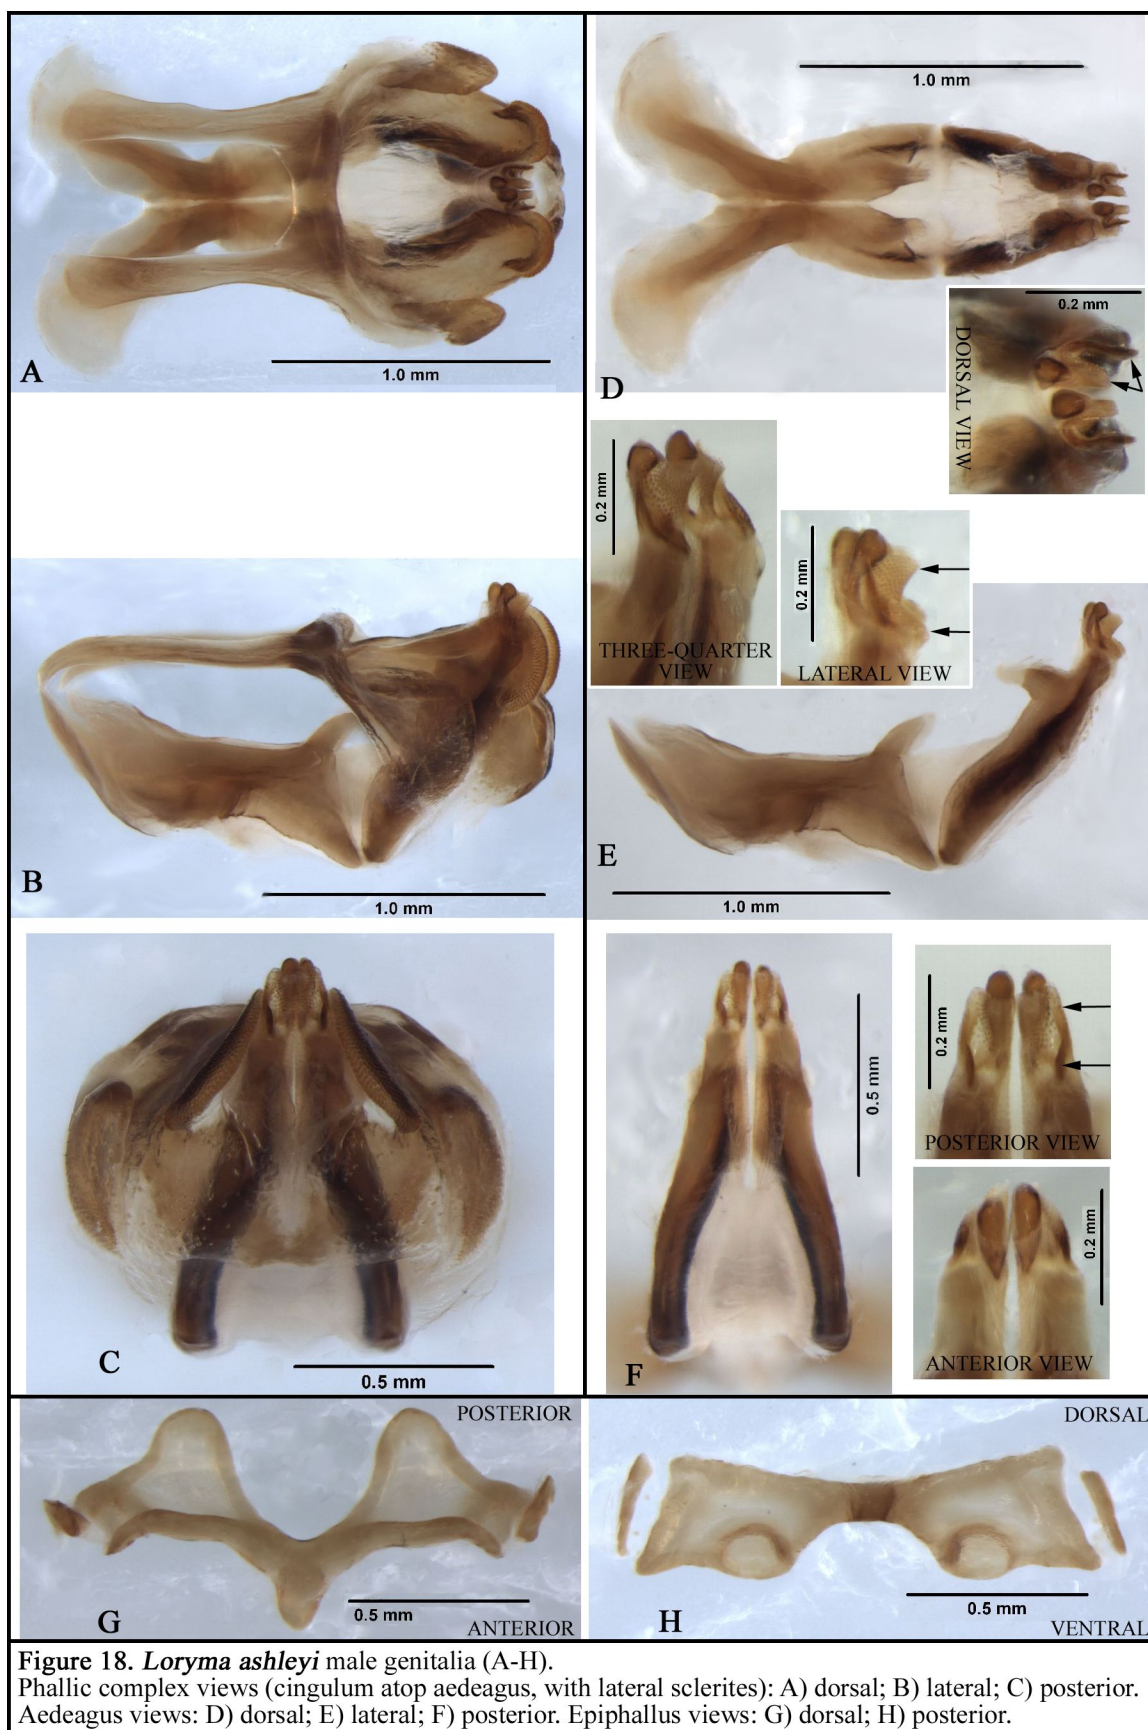 A
1.0 mm
1.0 mm
D
0.2 mm
DORSAL VIEW
0.2 mm
THREE-QUARTER
VIEW
0.2 mm
LATERAL VIEW
B
1.0 mm
E
1.0 mm
C
0.5 mm
F
0.5 mm
0.2 mm
POSTERIOR VIEW
0.2 mm
ANTERIOR VIEW
POSTERIOR
G
0.5 mm
ANTERIOR
DORSAL
H
0.5 mm
VENTRAL
Figure 18. Loryma ashleyi male genitalia (A-H).
Phallic complex views (cingulum atop aedeagus, with lateral sclerites): A) dorsal; B) lateral; C) posterior.
Aedeagus views: D) dorsal; E) lateral; F) posterior. Epiphallus views: G) dorsal; H) posterior.